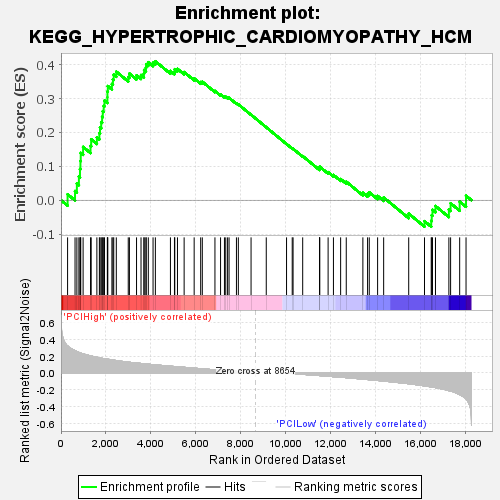 Enrichment plot:
KEGG_HYPERTROPHIC_CARDIOMYOPATHY_HCM
Enrichment score (ES)
0.4
0.3
0.2
0.1
0.0
-0.1
Ranked list metric (Signal2Noise)
0.6
0.4
0.2
0.0
-0.2
-0.4
-0.6
'PCIHigh' (positively correlated)
Zero cross at 8654
'PCILow' (negatively correlated)
0
2,000
4,000
6,000
8,000
10,000
12,000
14,000
16,000
18,000
Rank in Ordered Dataset
Enrichment profile
Hits
Ranking metric scores